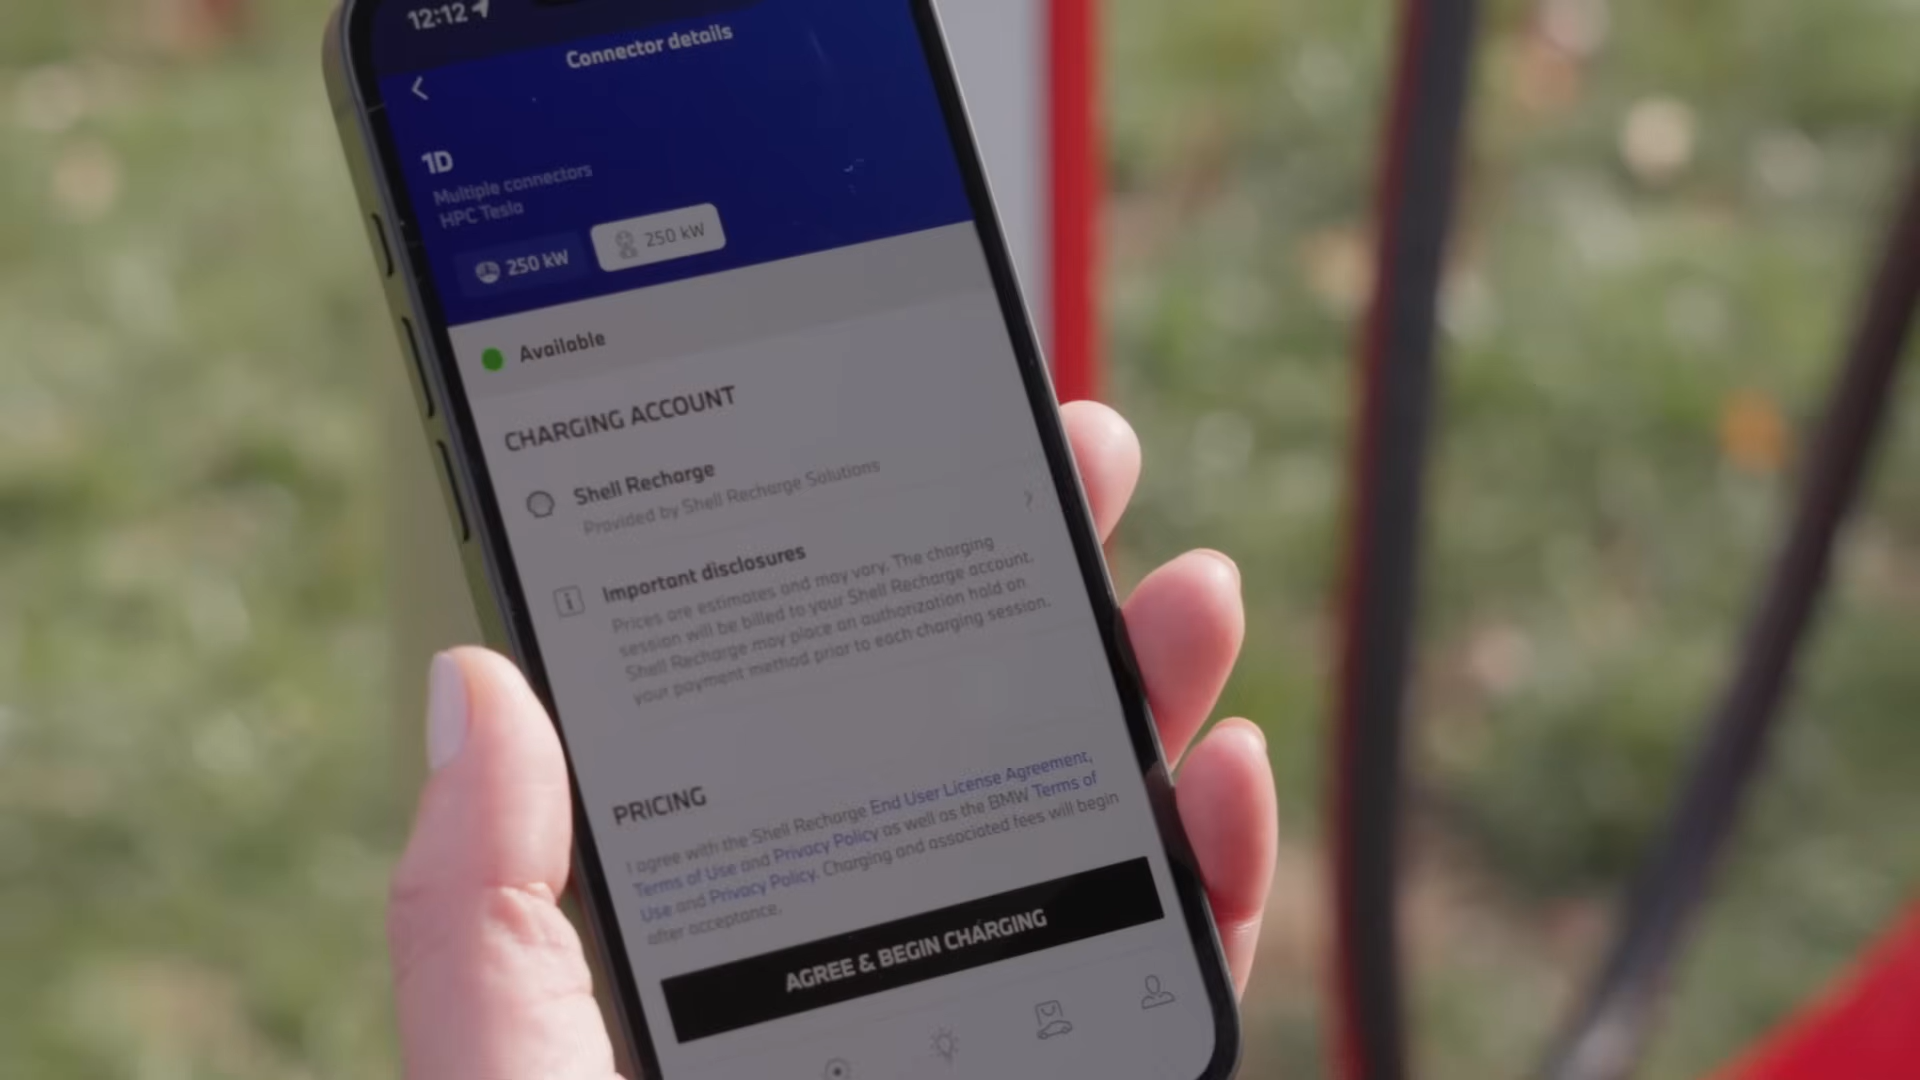 12:12
Connector details
1D
Multiple connectors
HPC Tesla
250 kW
250 kW
Available
CHARGING ACCOUNT
Shell Recharge
Provided by Shell Recharge Solutions
Important disclosures
Prices are estimates and may vary. The charging
session will be billed to your Shell Recharge account.
Shell Recharge may place an authorization hold on
your payment method prior to each charging session.
PRICING
I agree with the Shell Recharge End User License Agreement,
Terms of Use and Privacy Policy as well as the BMW Terms of
Use and Privacy Policy. Charging and associated fees will begin
after acceptance.
AGREE & BEGIN CHARGING